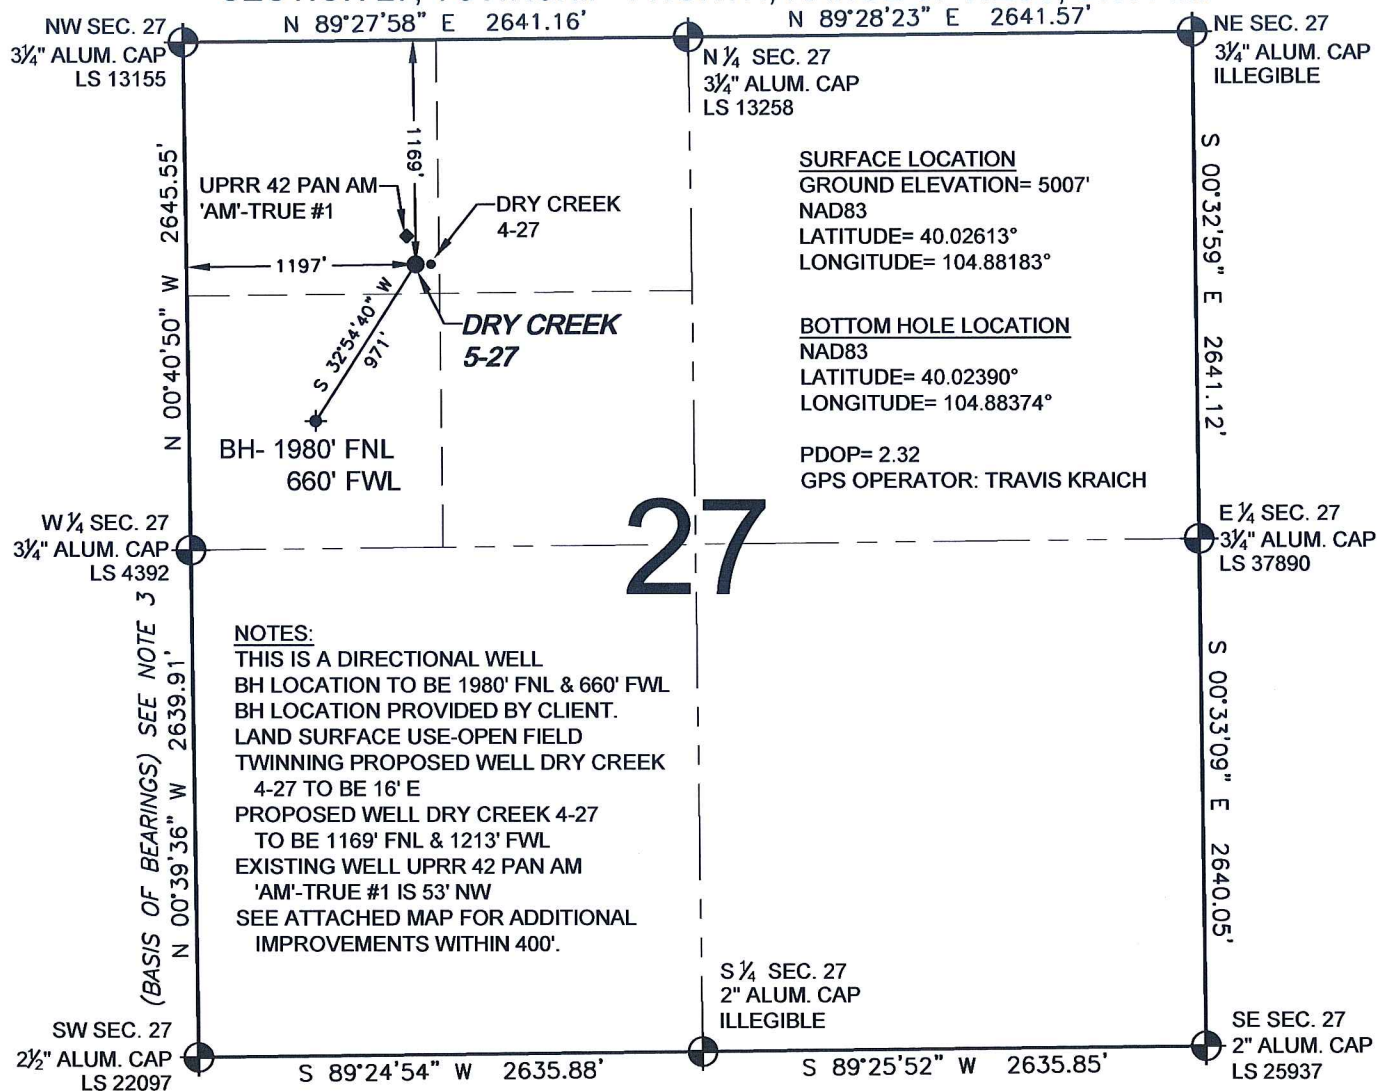 N 89°27'58" E 2641.16'
N 89°28'23" E 2641.57'
NW SEC. 27
3¼" ALUM. CAP
LS 13155
N ¼ SEC. 27
3¼" ALUM. CAP
LS 13258
NE SEC. 27
3¼" ALUM. CAP
ILLEGIBLE
1169'
UPRR 42 PAN AM
'AM'-TRUE #1
DRY CREEK
4-27
1197'
DRY CREEK
5-27
S 32°54'40" W
971'
BH- 1980' FNL
660' FWL
N 00°40'50" W 2645.55'
SURFACE LOCATION
GROUND ELEVATION= 5007'
NAD83
LATITUDE= 40.02613°
LONGITUDE= 104.88183°
BOTTOM HOLE LOCATION
NAD83
LATITUDE= 40.02390°
LONGITUDE= 104.88374°
PDOP= 2.32
GPS OPERATOR: TRAVIS KRAICH
S 00°32'59" E 2641.12'
W ¼ SEC. 27
3¼" ALUM. CAP
LS 4392
27
E ¼ SEC. 27
3¼" ALUM. CAP
LS 37890
(BASIS OF BEARINGS) SEE NOTE 3
N 00°39'36" W 2639.91'
NOTES:
THIS IS A DIRECTIONAL WELL
BH LOCATION TO BE 1980' FNL & 660' FWL
BH LOCATION PROVIDED BY CLIENT.
LAND SURFACE USE-OPEN FIELD
TWINNING PROPOSED WELL DRY CREEK
4-27 TO BE 16' E
PROPOSED WELL DRY CREEK 4-27
TO BE 1169' FNL & 1213' FWL
EXISTING WELL UPRR 42 PAN AM
'AM'-TRUE #1 IS 53' NW
SEE ATTACHED MAP FOR ADDITIONAL
IMPROVEMENTS WITHIN 400'.
S 00°33'09" E 2640.05'
SW SEC. 27
2½" ALUM. CAP
LS 22097
S ¼ SEC. 27
2" ALUM. CAP
ILLEGIBLE
SE SEC. 27
2" ALUM. CAP
LS 25937
S 89°24'54" W 2635.88'
S 89°25'52" W 2635.85'